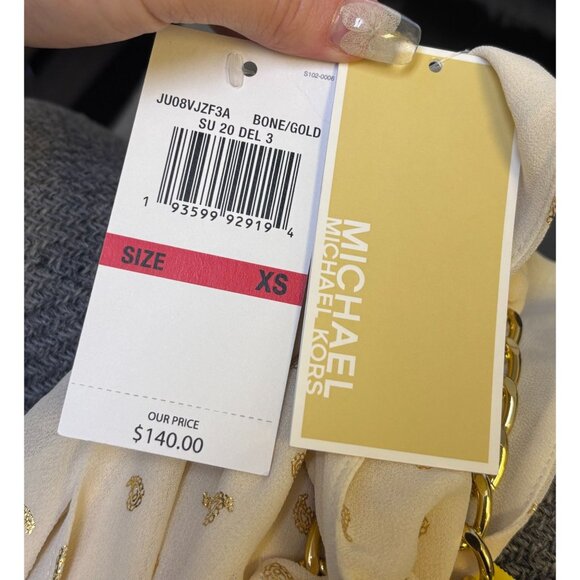 S102-0006
JU08VJZF3A BONE/GOLD
SU 20 DEL 3
1 93599 92919 4
SIZE XS
OUR PRICE
$140.00
MICHAEL
MICHAEL KORS